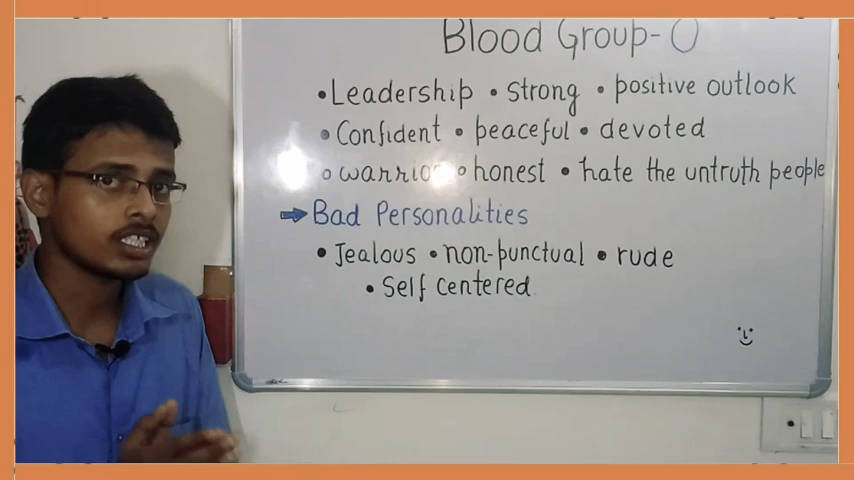 Blood Group-O
• Leadership • strong • positive outlook
• Confident • peaceful • devoted
• warrior • honest • hate the untruth people
➡ Bad Personalities
• Jealous • non-punctual • rude
• Self centered